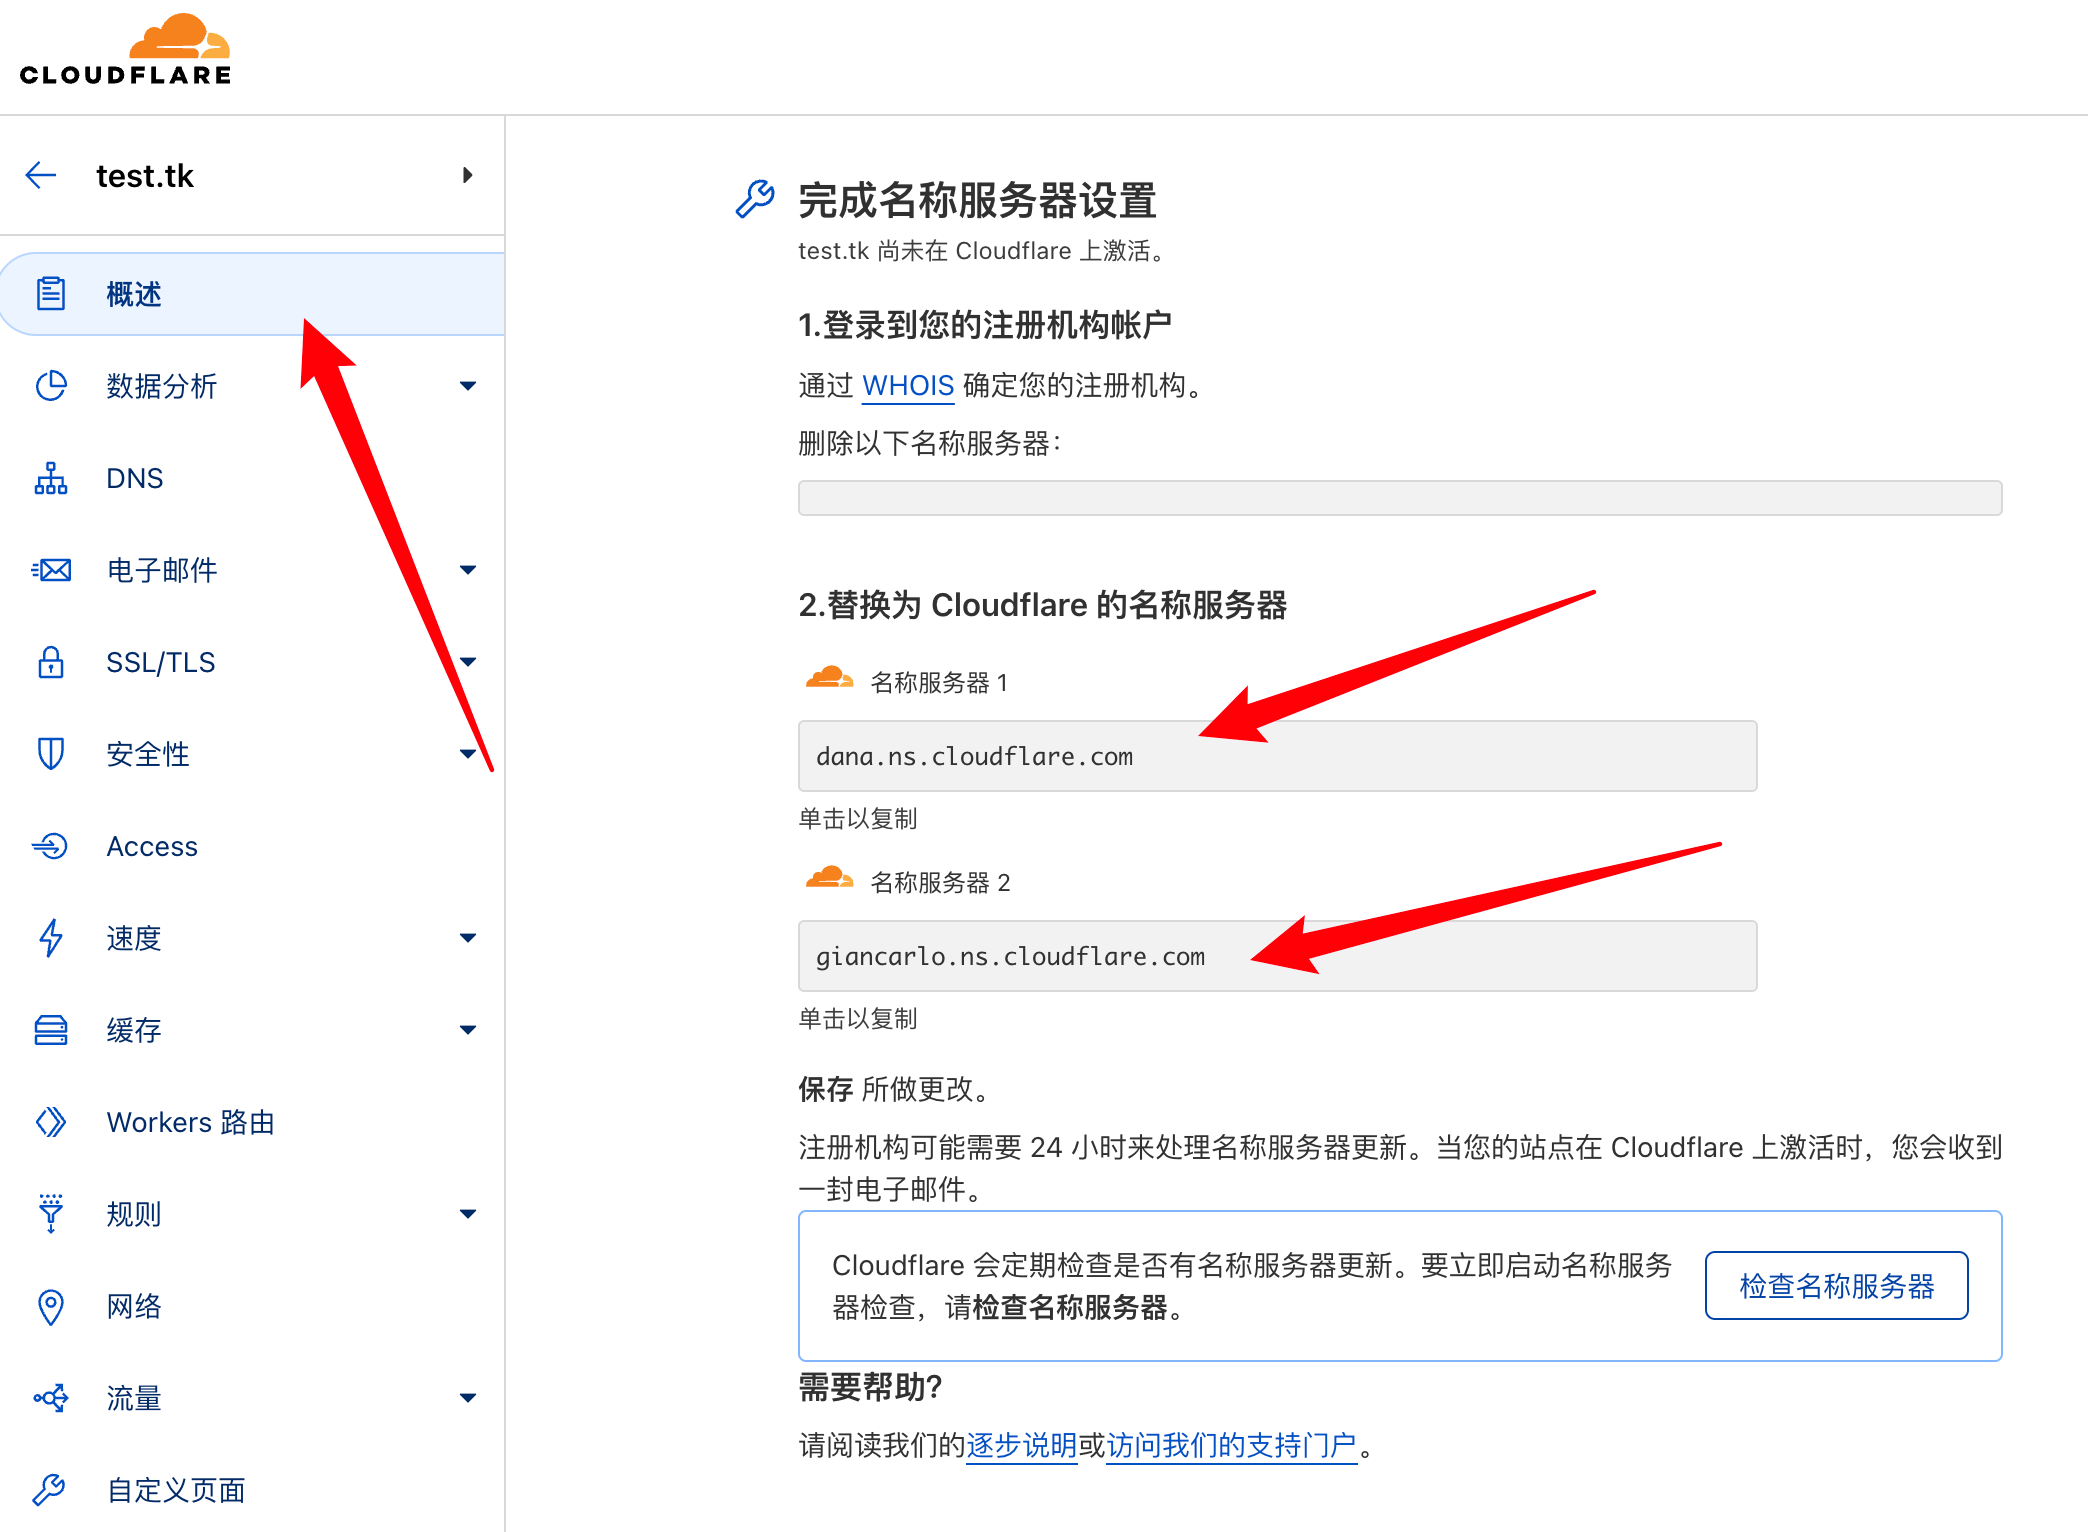 CLOUDFLARE
test.tk
概述
数据分析
DNS
电子邮件
SSL/TLS
安全性
Access
速度
缓存
Workers 路由
规则
网络
流量
自定义页面
完成名称服务器设置
test.tk 尚未在 Cloudflare 上激活。
1.登录到您的注册机构帐户
通过 WHOIS 确定您的注册机构。
删除以下名称服务器：
2.替换为 Cloudflare 的名称服务器
名称服务器 1
dana.ns.cloudflare.com
单击以复制
名称服务器 2
giancarlo.ns.cloudflare.com
单击以复制
保存 所做更改。
注册机构可能需要 24 小时来处理名称服务器更新。当您的站点在 Cloudflare 上激活时，您会收到
一封电子邮件。
Cloudflare 会定期检查是否有名称服务器更新。要立即启动名称服务
器检查，请检查名称服务器。
检查名称服务器
需要帮助?
请阅读我们的逐步说明或访问我们的支持门户。